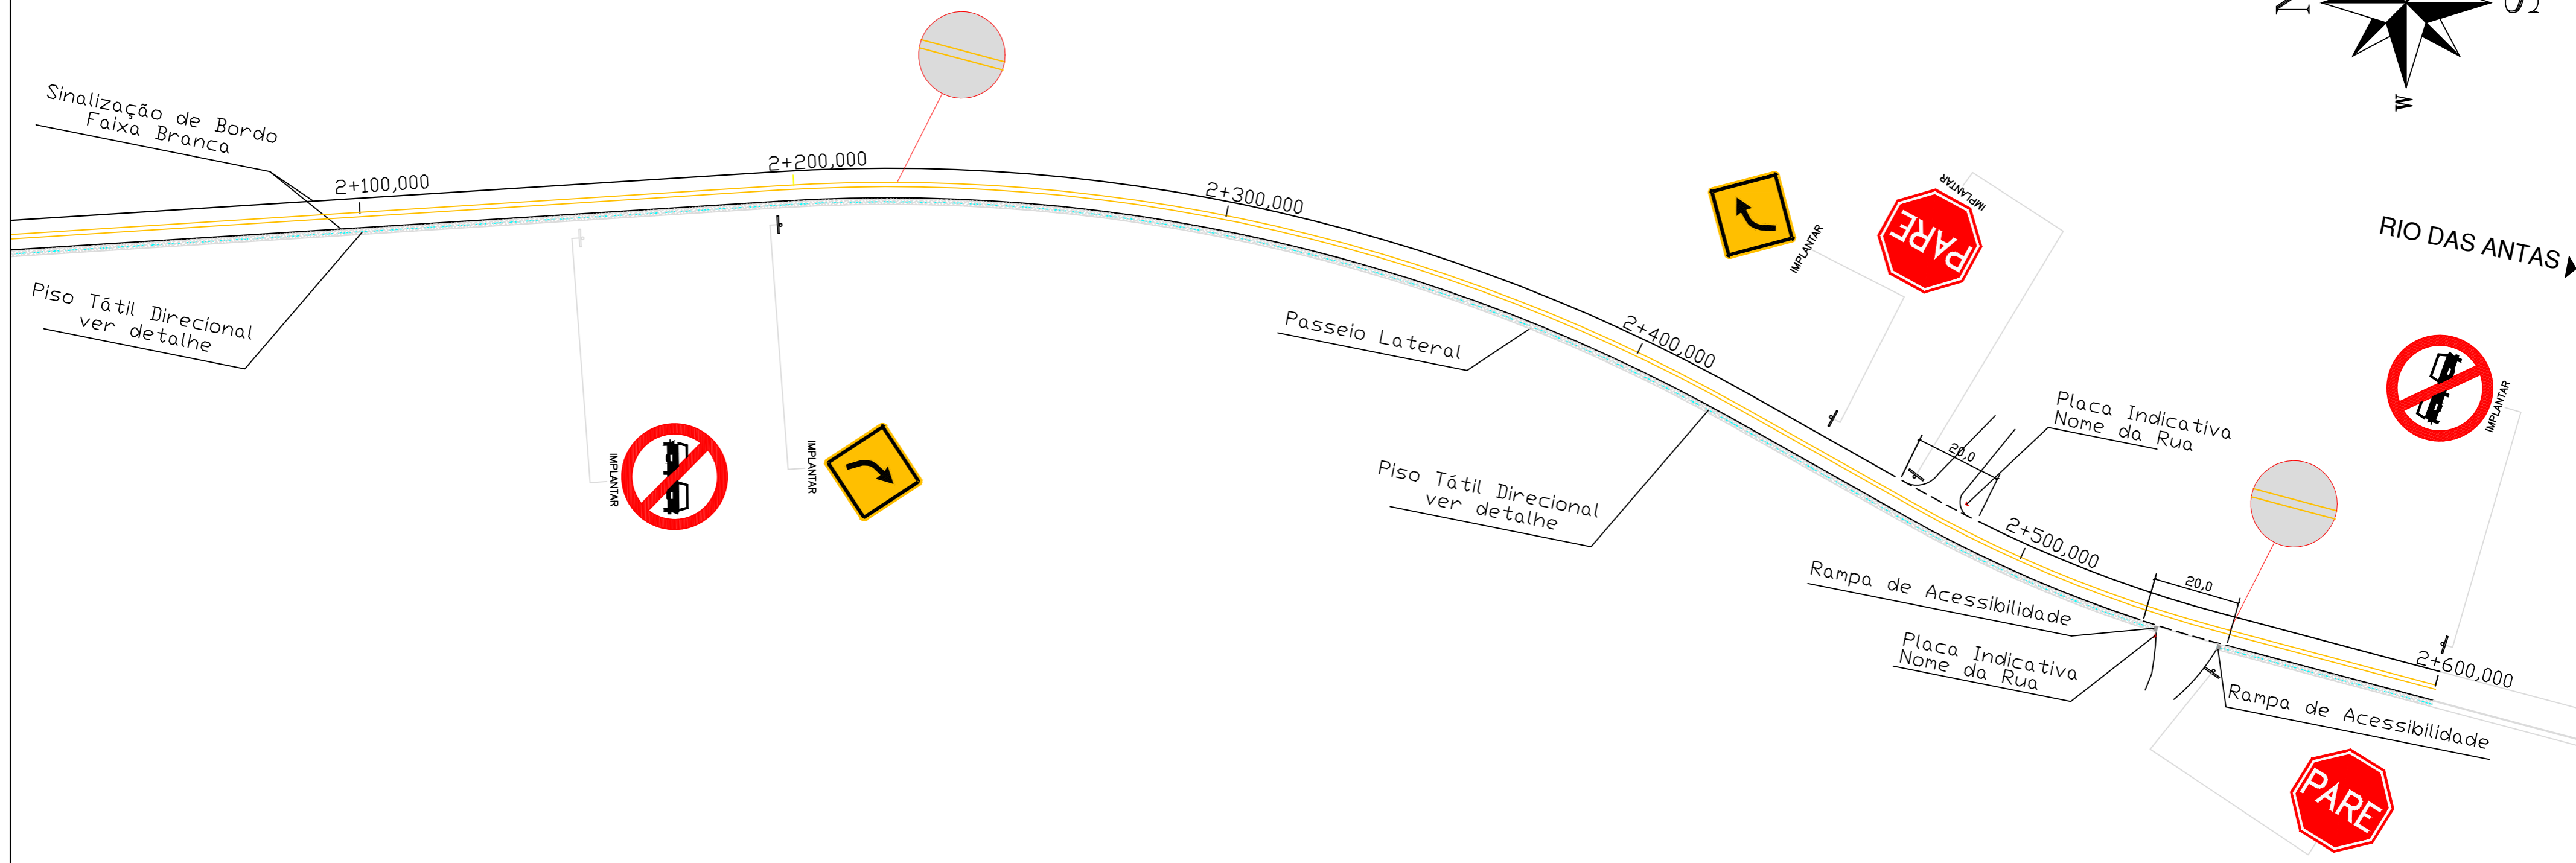 N
S
W
Sinalização de Bordo
Faixa Branca
2+100,000
2+200,000
2+300,000
IMPLANTAR
PARE
IMPLANTAR
RIO DAS ANTAS
Piso Tátil Direcional
ver detalhe
Passeio Lateral
2+400,000
IMPLANTAR
Placa Indicativa
Nome da Rua
20,0
IMPLANTAR
IMPLANTAR
Piso Tátil Direcional
ver detalhe
2+500,000
Rampa de Acessibilidade
20,0
Placa Indicativa
Nome da Rua
2+600,000
Rampa de Acessibilidade
PARE